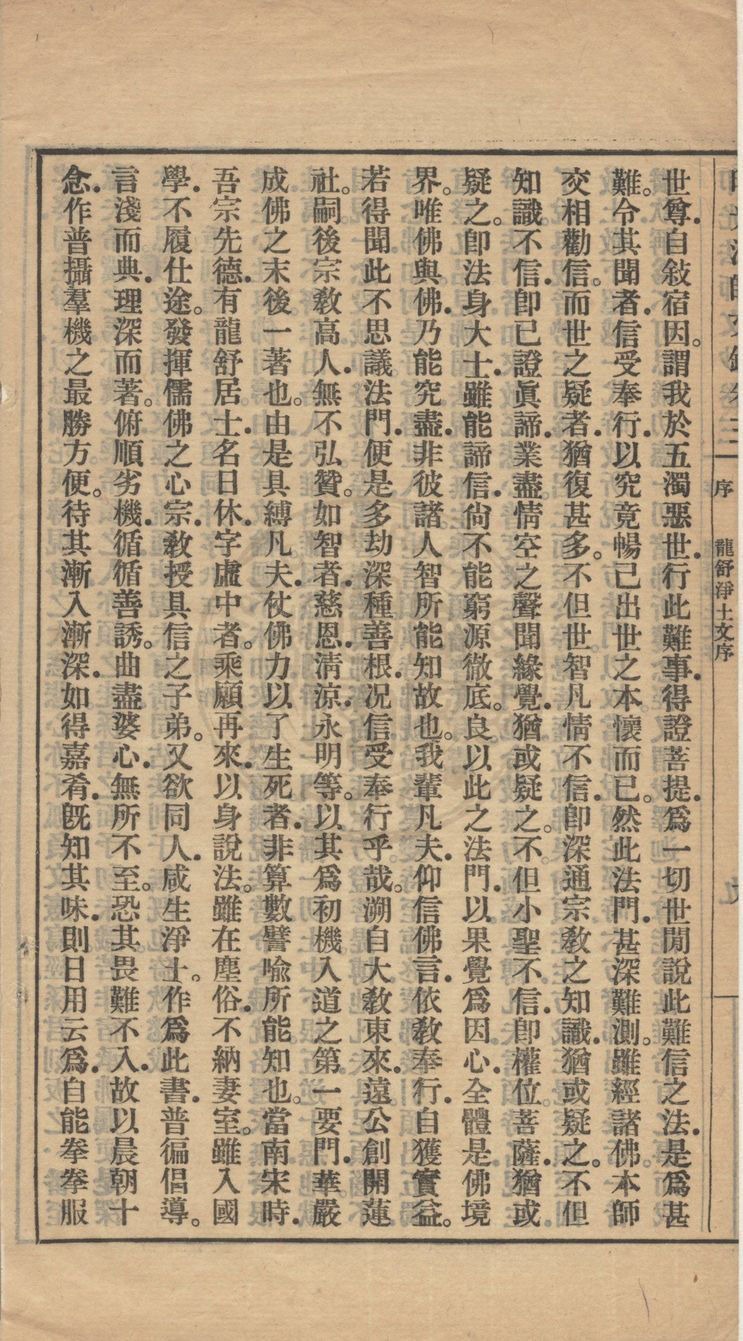 序 龍舒淨土文序
世尊.自敍宿因。謂我於五濁惡世.行此難事.得證菩提.爲一切世間說此難信之法.是爲甚
難。令其聞者.信受奉行.以究竟暢己出世之本懷而已。然此法門.甚深難測。雖經諸佛.本師
交相勸信.而世之疑者.猶復甚多。不但世智凡情不信.卽深通宗敎之知識.猶或疑之。不但
知識不信.卽已證眞諦.業盡情空之聲聞緣覺.猶或疑之。不但小聖不信.卽權位菩薩.猶或
疑之。卽法身大士.雖能諦信.尙不能窮源徹底。良以此之法門.以果覺爲因心.全體是佛境
界。唯佛與佛.乃能究盡.非彼諸人智所能知故也。我輩凡夫.仰信佛言.依敎奉行.自獲實益。
若得聞此不思議法門.便是多劫深種善根.況信受奉行乎哉。溯自大敎東來.遠公創開蓮
社。嗣後宗敎高人.無不弘贊。如智者.慈恩.淸涼.永明等。以其爲初機入道之第一要門.華嚴
成佛之末後一著也。由是具縛凡夫.仗佛力以了生死者.非算數譬喩所能知也。當南宋時.
吾宗先德.有龍舒居士.名日休.字虛中者。乘願再來.以身說法。雖在塵俗.不納妻室。雖入國
學.不履仕途。發揮儒佛之心宗.敎授具信之子弟。又欲同人.咸生淨土。作爲此書.普徧倡導。
言淺而典.理深而著。俯順劣機.循循善誘。曲盡婆心.無所不至。恐其畏難不入.故以晨朝十
念.作普攝羣機之最勝方便。待其漸入漸深.如得嘉肴.旣知其味.則日用云爲.自能拳拳服